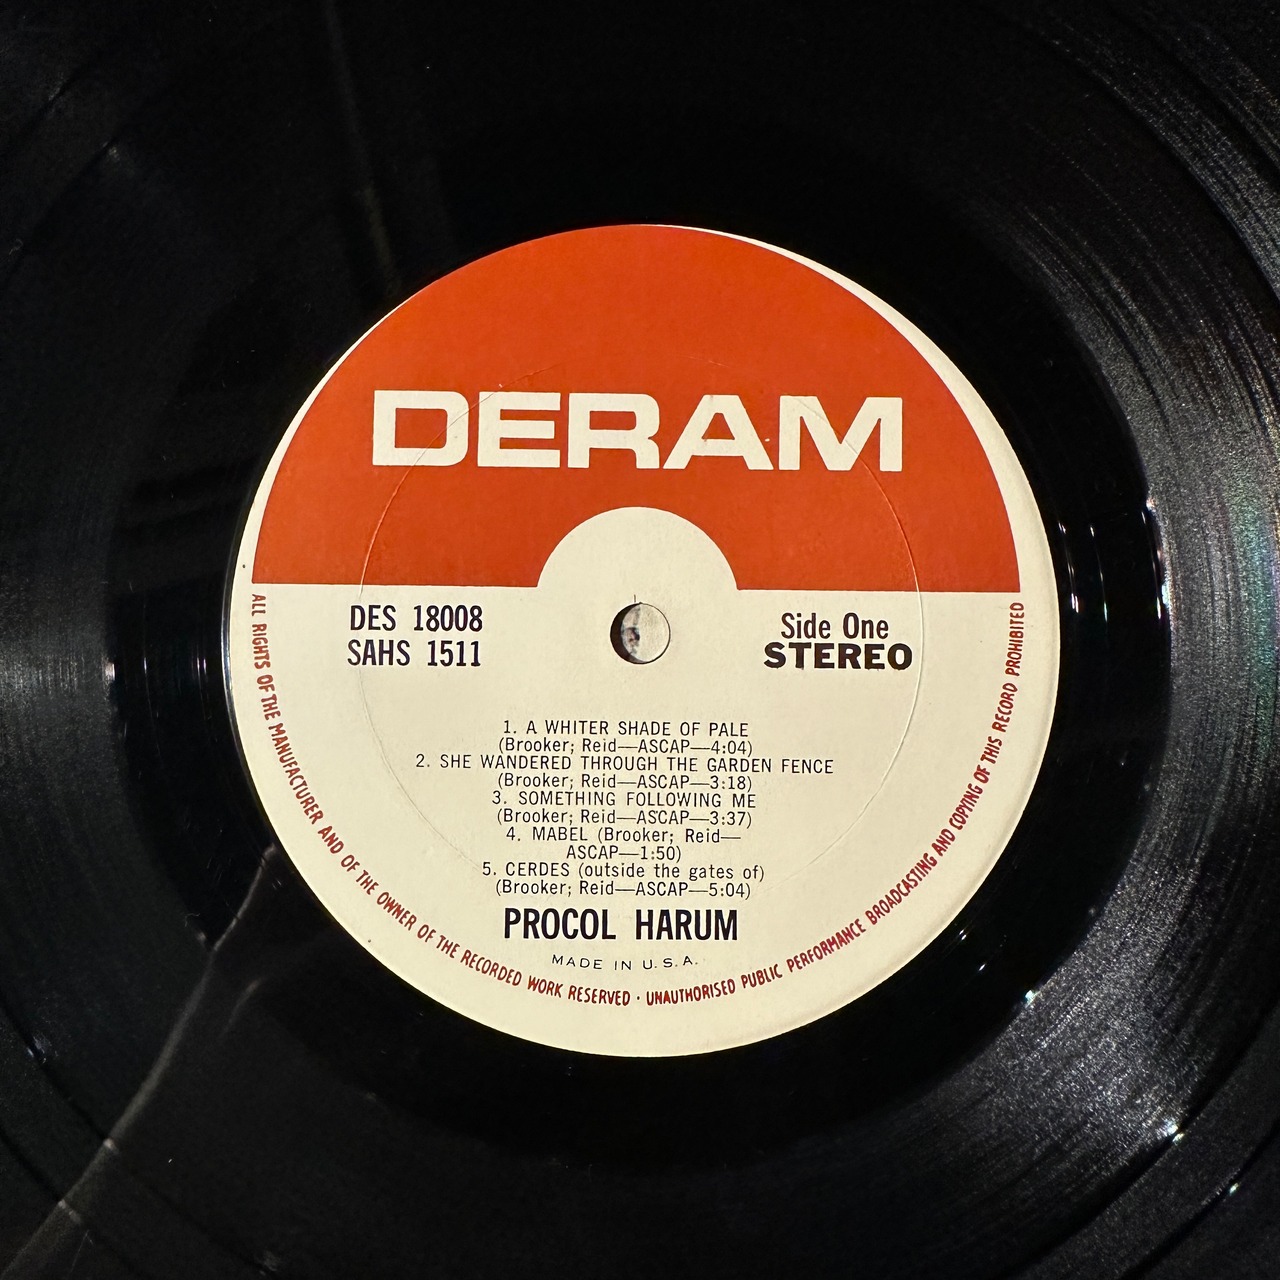 DERAM
DES 18008
SAHS 1511
Side One
STEREO
1. A WHITER SHADE OF PALE
(Brooker; Reid—ASCAP—4:04)
2. SHE WANDERED THROUGH THE GARDEN FENCE
(Brooker; Reid—ASCAP—3:18)
3. SOMETHING FOLLOWING ME
(Brooker; Reid—ASCAP—3:37)
4. MABEL (Brooker; Reid—
ASCAP—1:50)
5. CERDES (outside the gates of)
(Brooker; Reid—ASCAP—5:04)
PROCOL HARUM
MADE IN U.S.A.
ALL RIGHTS OF THE MANUFACTURER AND OF THE OWNER OF THE RECORDED WORK RESERVED · UNAUTHORISED PUBLIC PERFORMANCE BROADCASTING AND COPYING OF THIS RECORD PROHIBITED